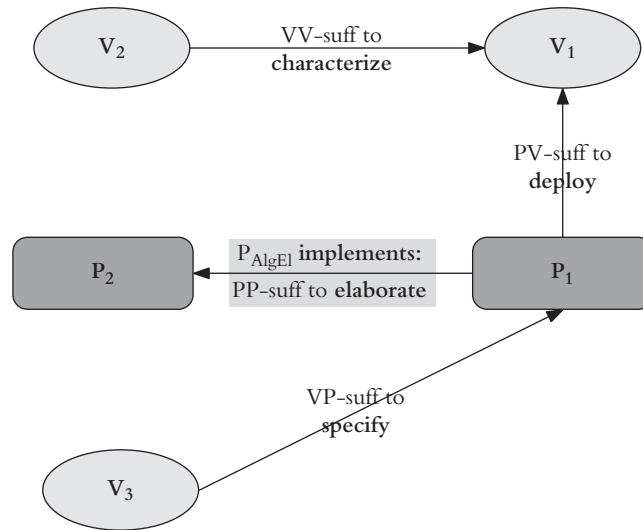 V₂
VV-suff to
characterize
V₁
PV-suff to
deploy
P₂
P_AlgEl implements:
PP-suff to elaborate
P₁
VP-suff to
specify
V₃